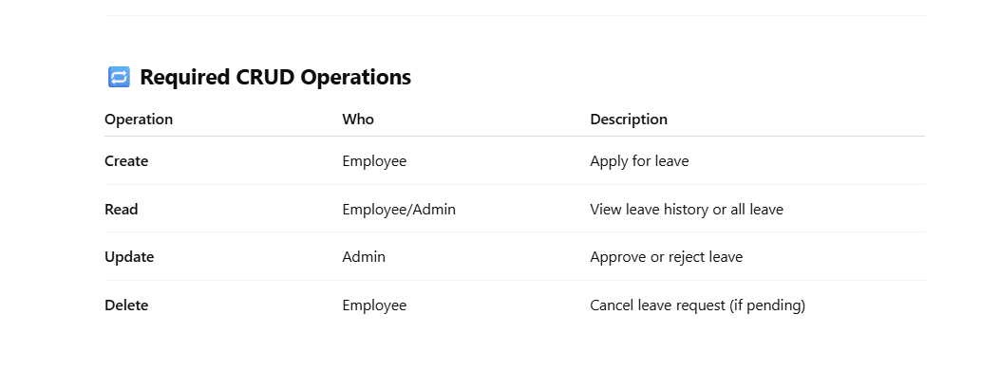 🔁 Required CRUD Operations
Operation Who Description
Create Employee Apply for leave
Read Employee/Admin View leave history or all leave
Update Admin Approve or reject leave
Delete Employee Cancel leave request (if pending)